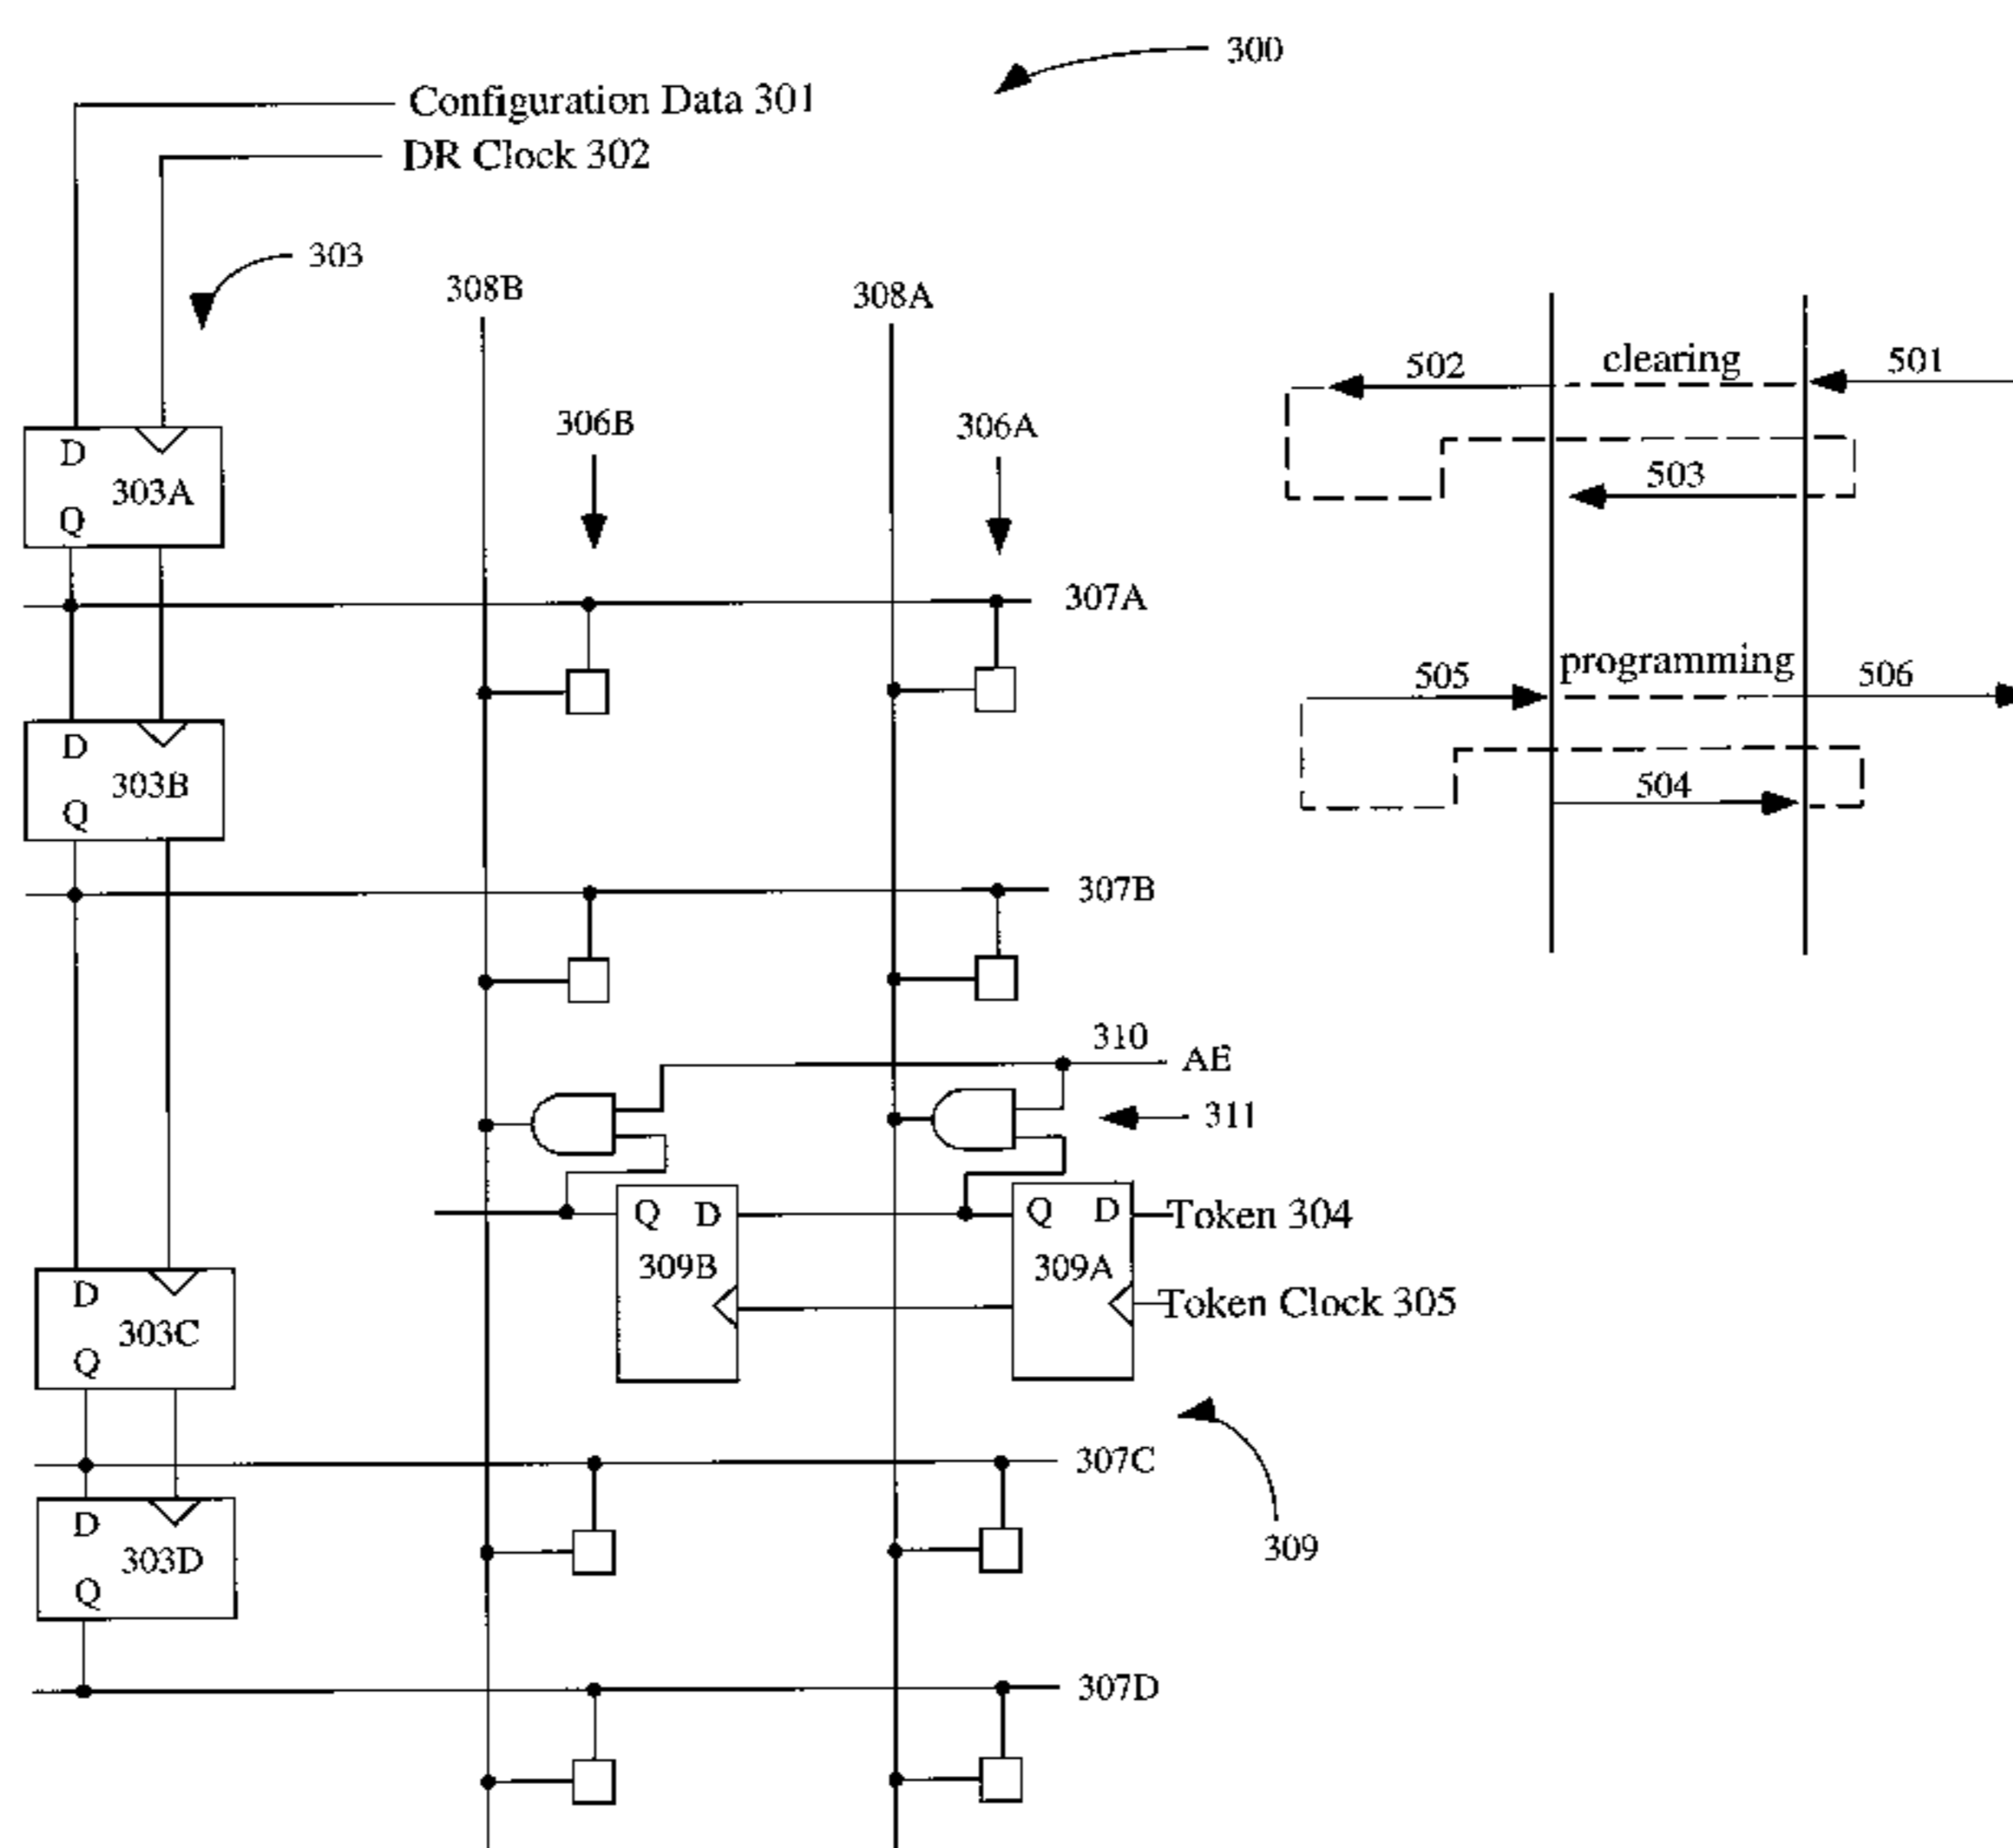 300
Configuration Data 301
DR Clock 302
303
308B
308A
306B
306A
D
303A
Q
307A
D
303B
Q
307B
310
AE
311
Q D
309B
Q D
309A
Token 304
Token Clock 305
D
303C
Q
307C
309
D
303D
Q
307D
502
clearing
501
503
505
programming
506
504